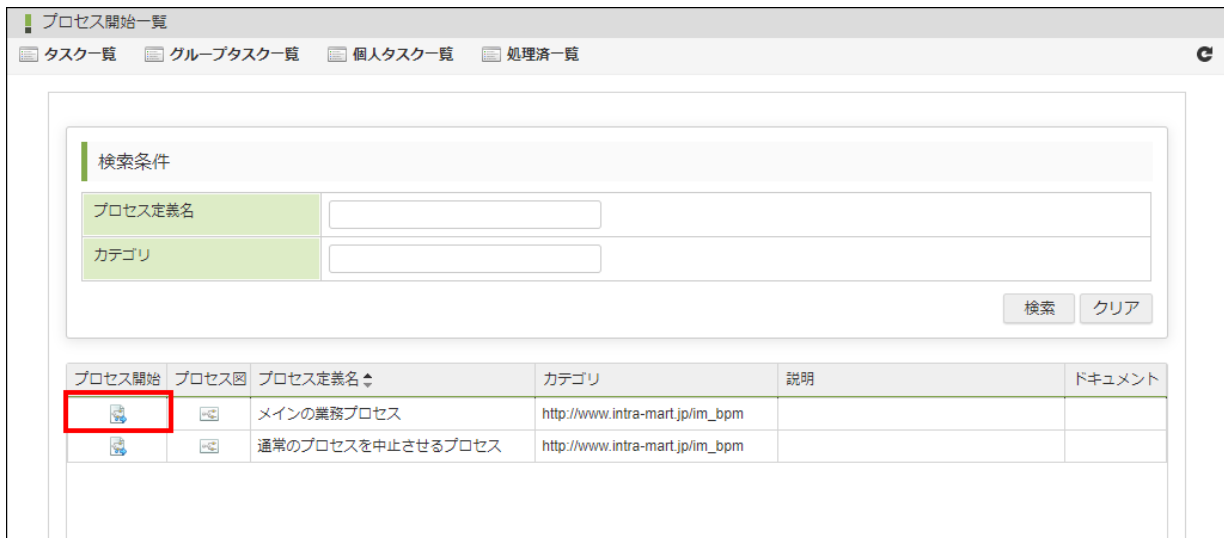 プロセス開始一覧
タスク一覧 グループタスク一覧 個人タスク一覧 処理済一覧
検索条件
プロセス定義名
カテゴリ
検索 クリア
プロセス開始 プロセス図 プロセス定義名 カテゴリ 説明 ドキュメント
メインの業務プロセス http://www.intra-mart.jp/im_bpm
通常のプロセスを中止させるプロセス http://www.intra-mart.jp/im_bpm